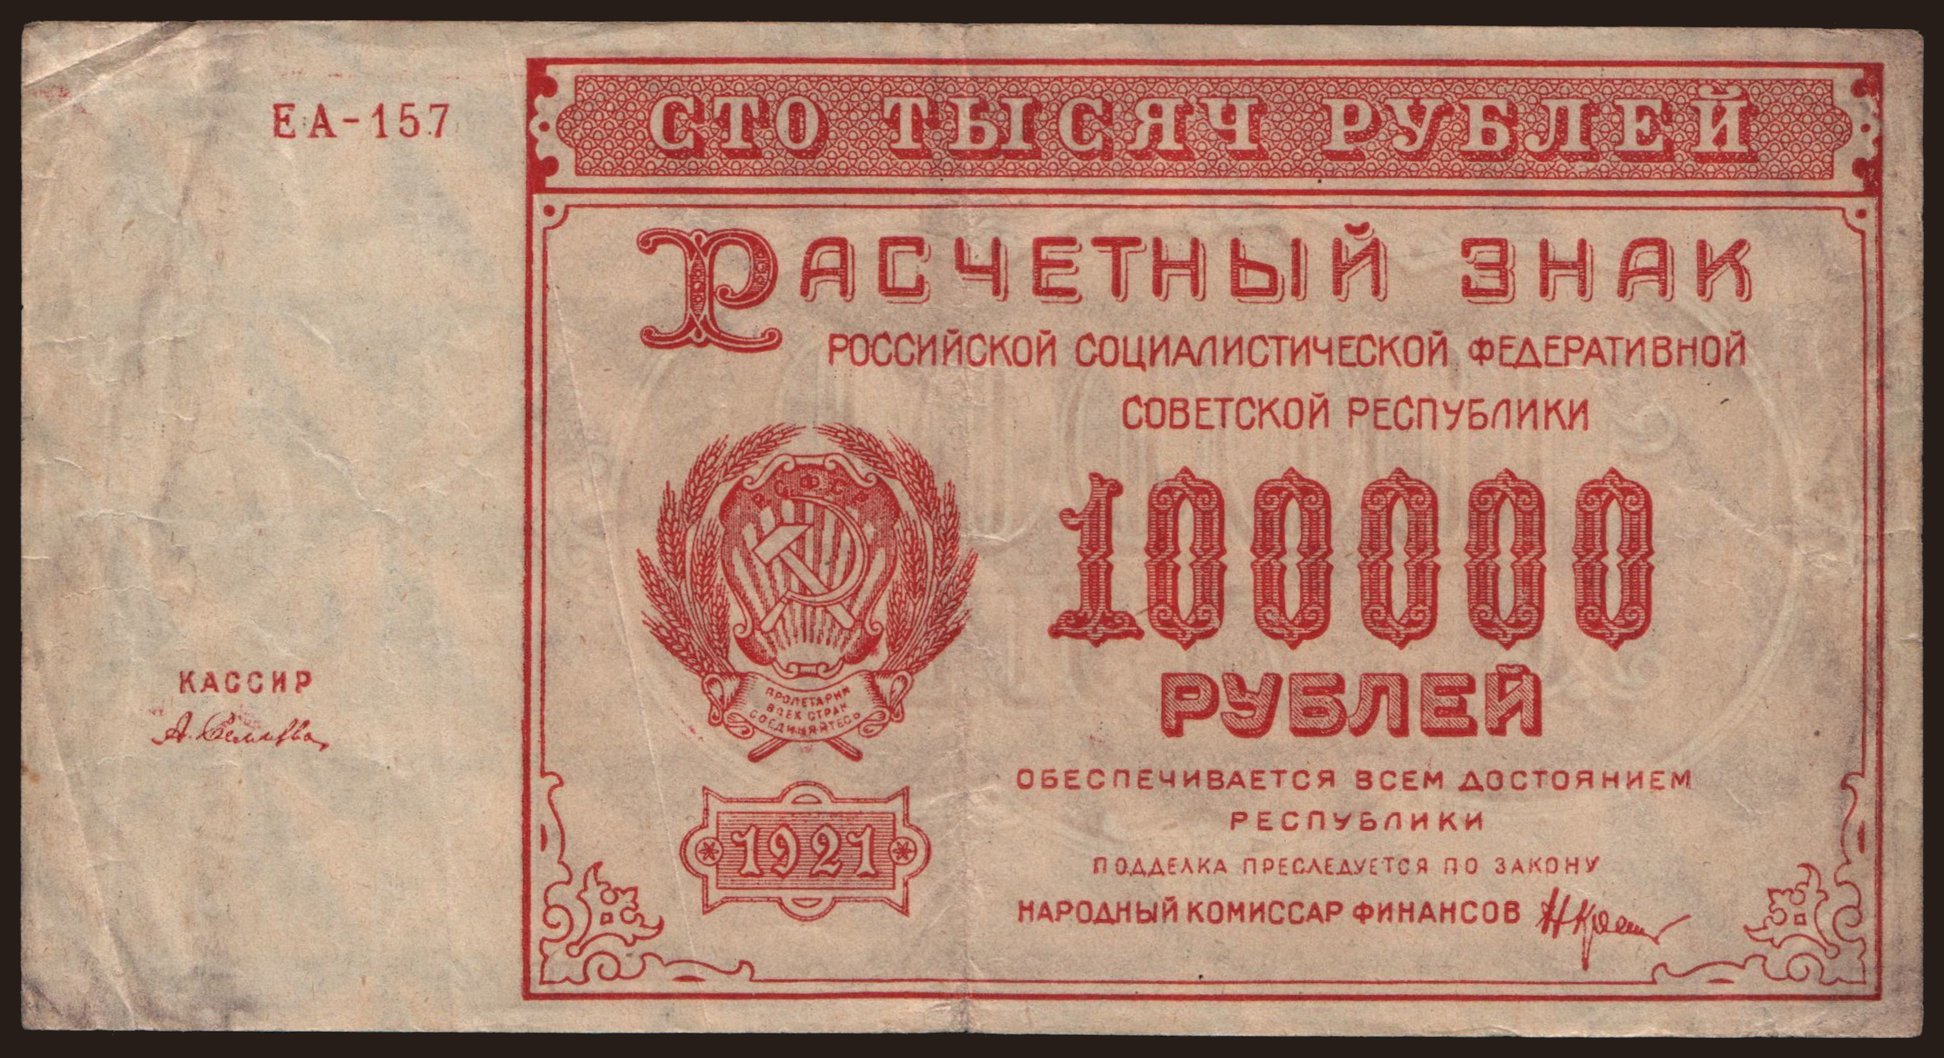 ЕА-157
СТО ТЫСЯЧ РУБЛЕЙ
РАСЧЕТНЫЙ ЗНАК
РОССИЙСКОЙ СОЦИАЛИСТИЧЕСКОЙ ФЕДЕРАТИВНОЙ
СОВЕТСКОЙ РЕСПУБЛИКИ
Р.С.Ф.С.Р.
100000
РУБЛЕЙ
ПРОЛЕТАРИИ
ВСЕХ СТРАН
СОЕДИНЯЙТЕСЬ
КАССИР
1921
ОБЕСПЕЧИВАЕТСЯ ВСЕМ ДОСТОЯНИЕМ
РЕСПУБЛИКИ
ПОДДЕЛКА ПРЕСЛЕДУЕТСЯ ПО ЗАКОНУ
НАРОДНЫЙ КОМИССАР ФИНАНСОВ